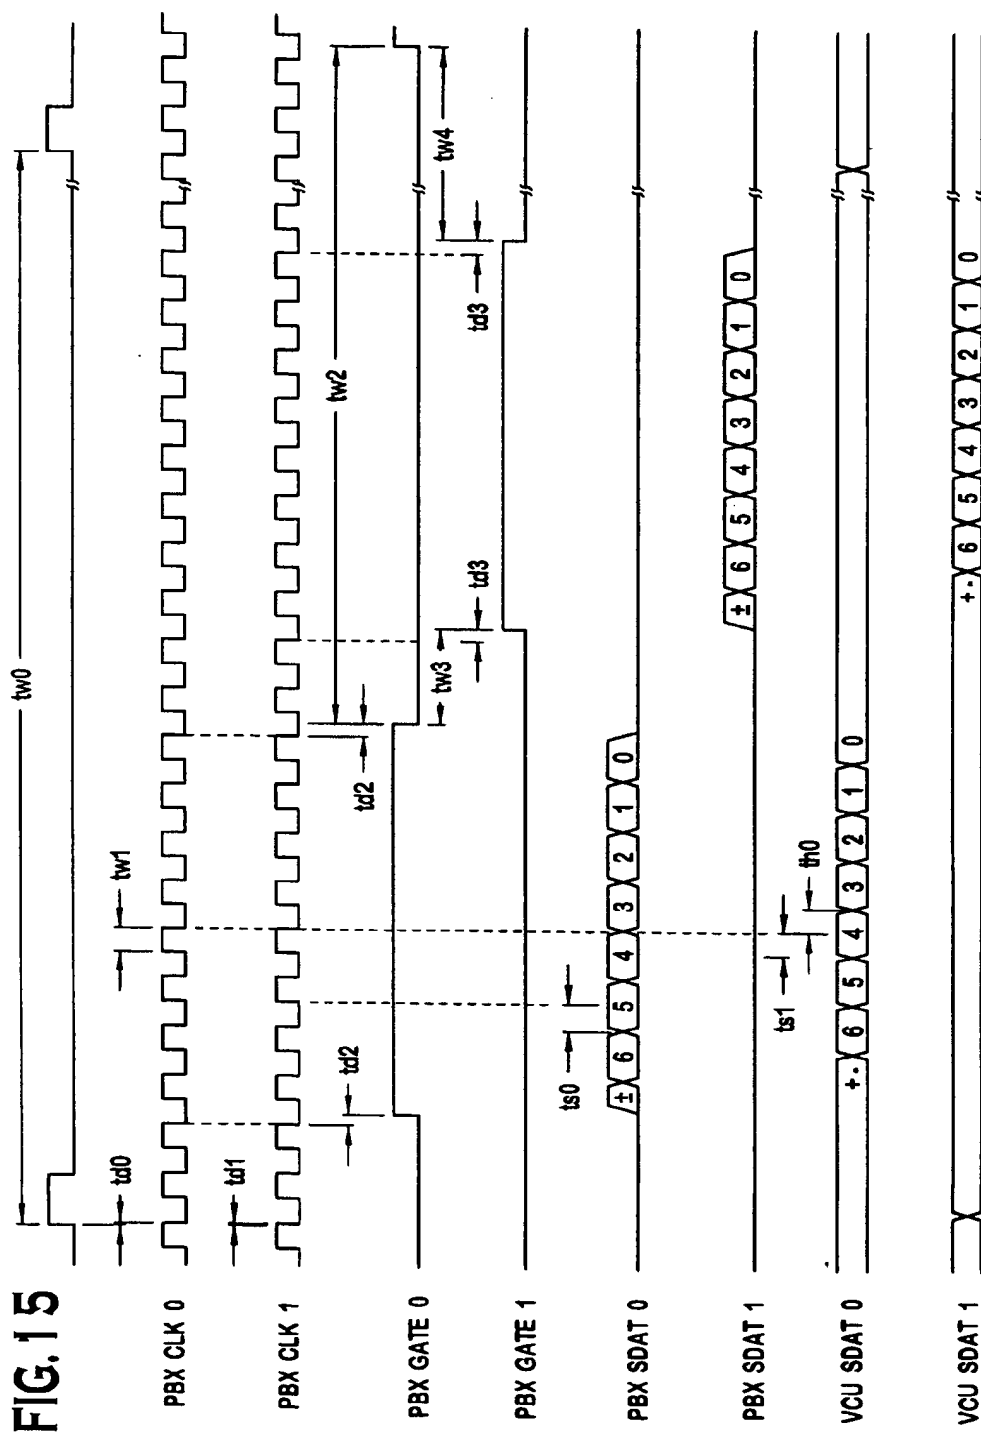 FIG.15
tw0
td0
PBX CLK 0
tw1
td1
PBX CLK 1
td2
td2
tw2
PBX GATE 0
tw3
td3
td3
tw4
PBX GATE 1
ts0
PBX SDAT 0
± 6 5 4 3 2 1 0
PBX SDAT 1
± 6 5 4 3 2 1 0
ts1
th0
VCU SDAT 0
+· 6 5 4 3 2 1 0
VCU SDAT 1
+· 6 5 4 3 2 1 0